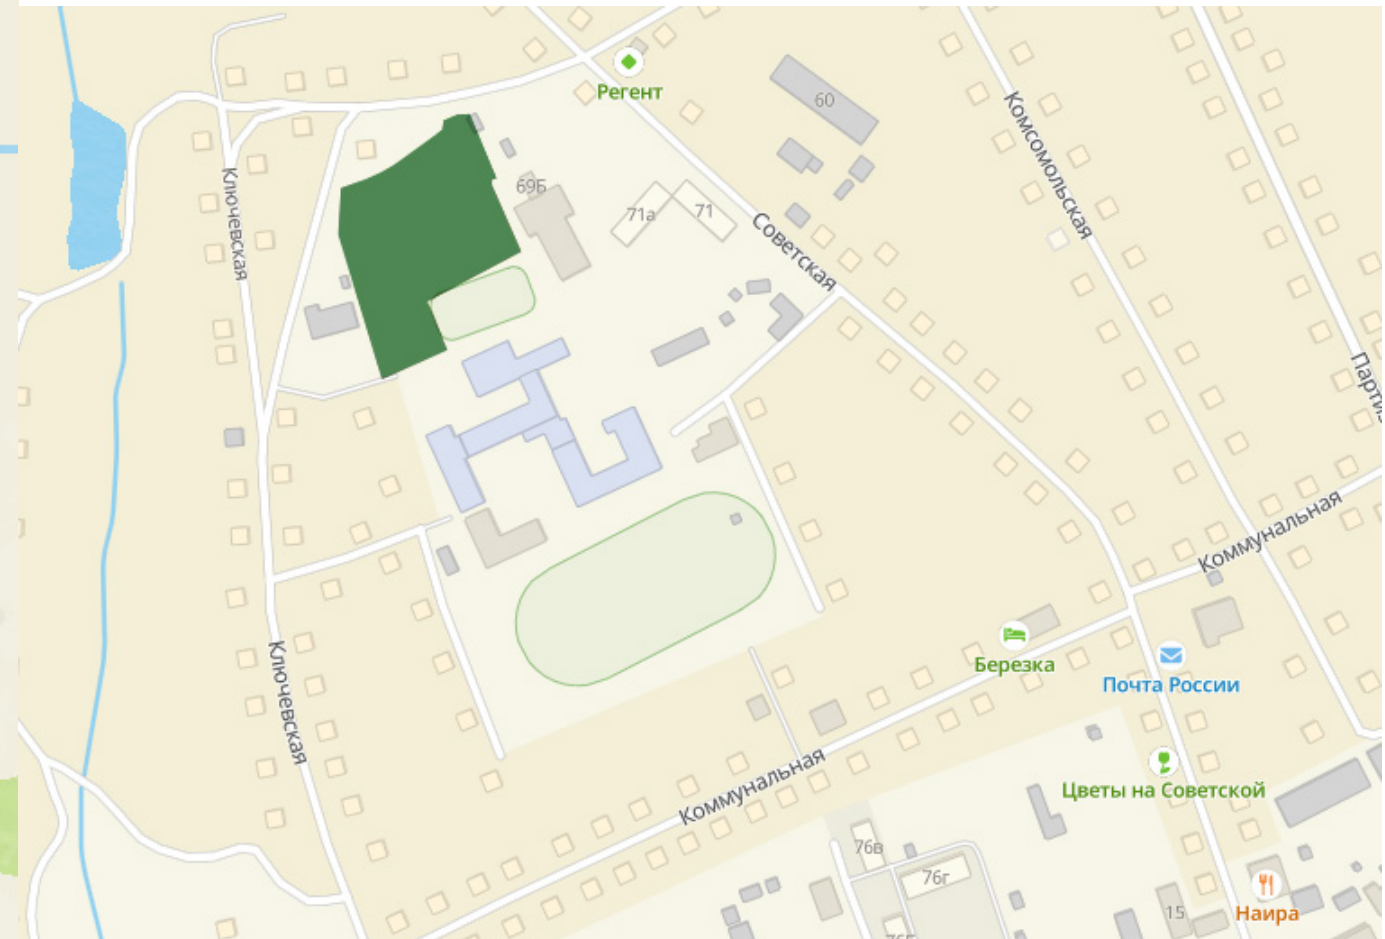 Регент
60
Комсомольская
Ключевская
69Б
71а
71
Советская
Коммунальная
Ключевская
Березка
Почта России
Коммунальная
Цветы на Советской
76в
76г
15
Наира